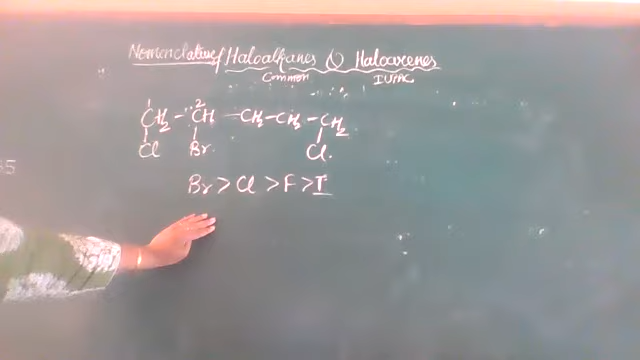 Nomenclature of Haloalkanes & Haloarenes
Common IUPAC
1 2
CH2 - CH - CH2 - CH2 - CH2
Cl Br. Cl.
Br > Cl > F > I